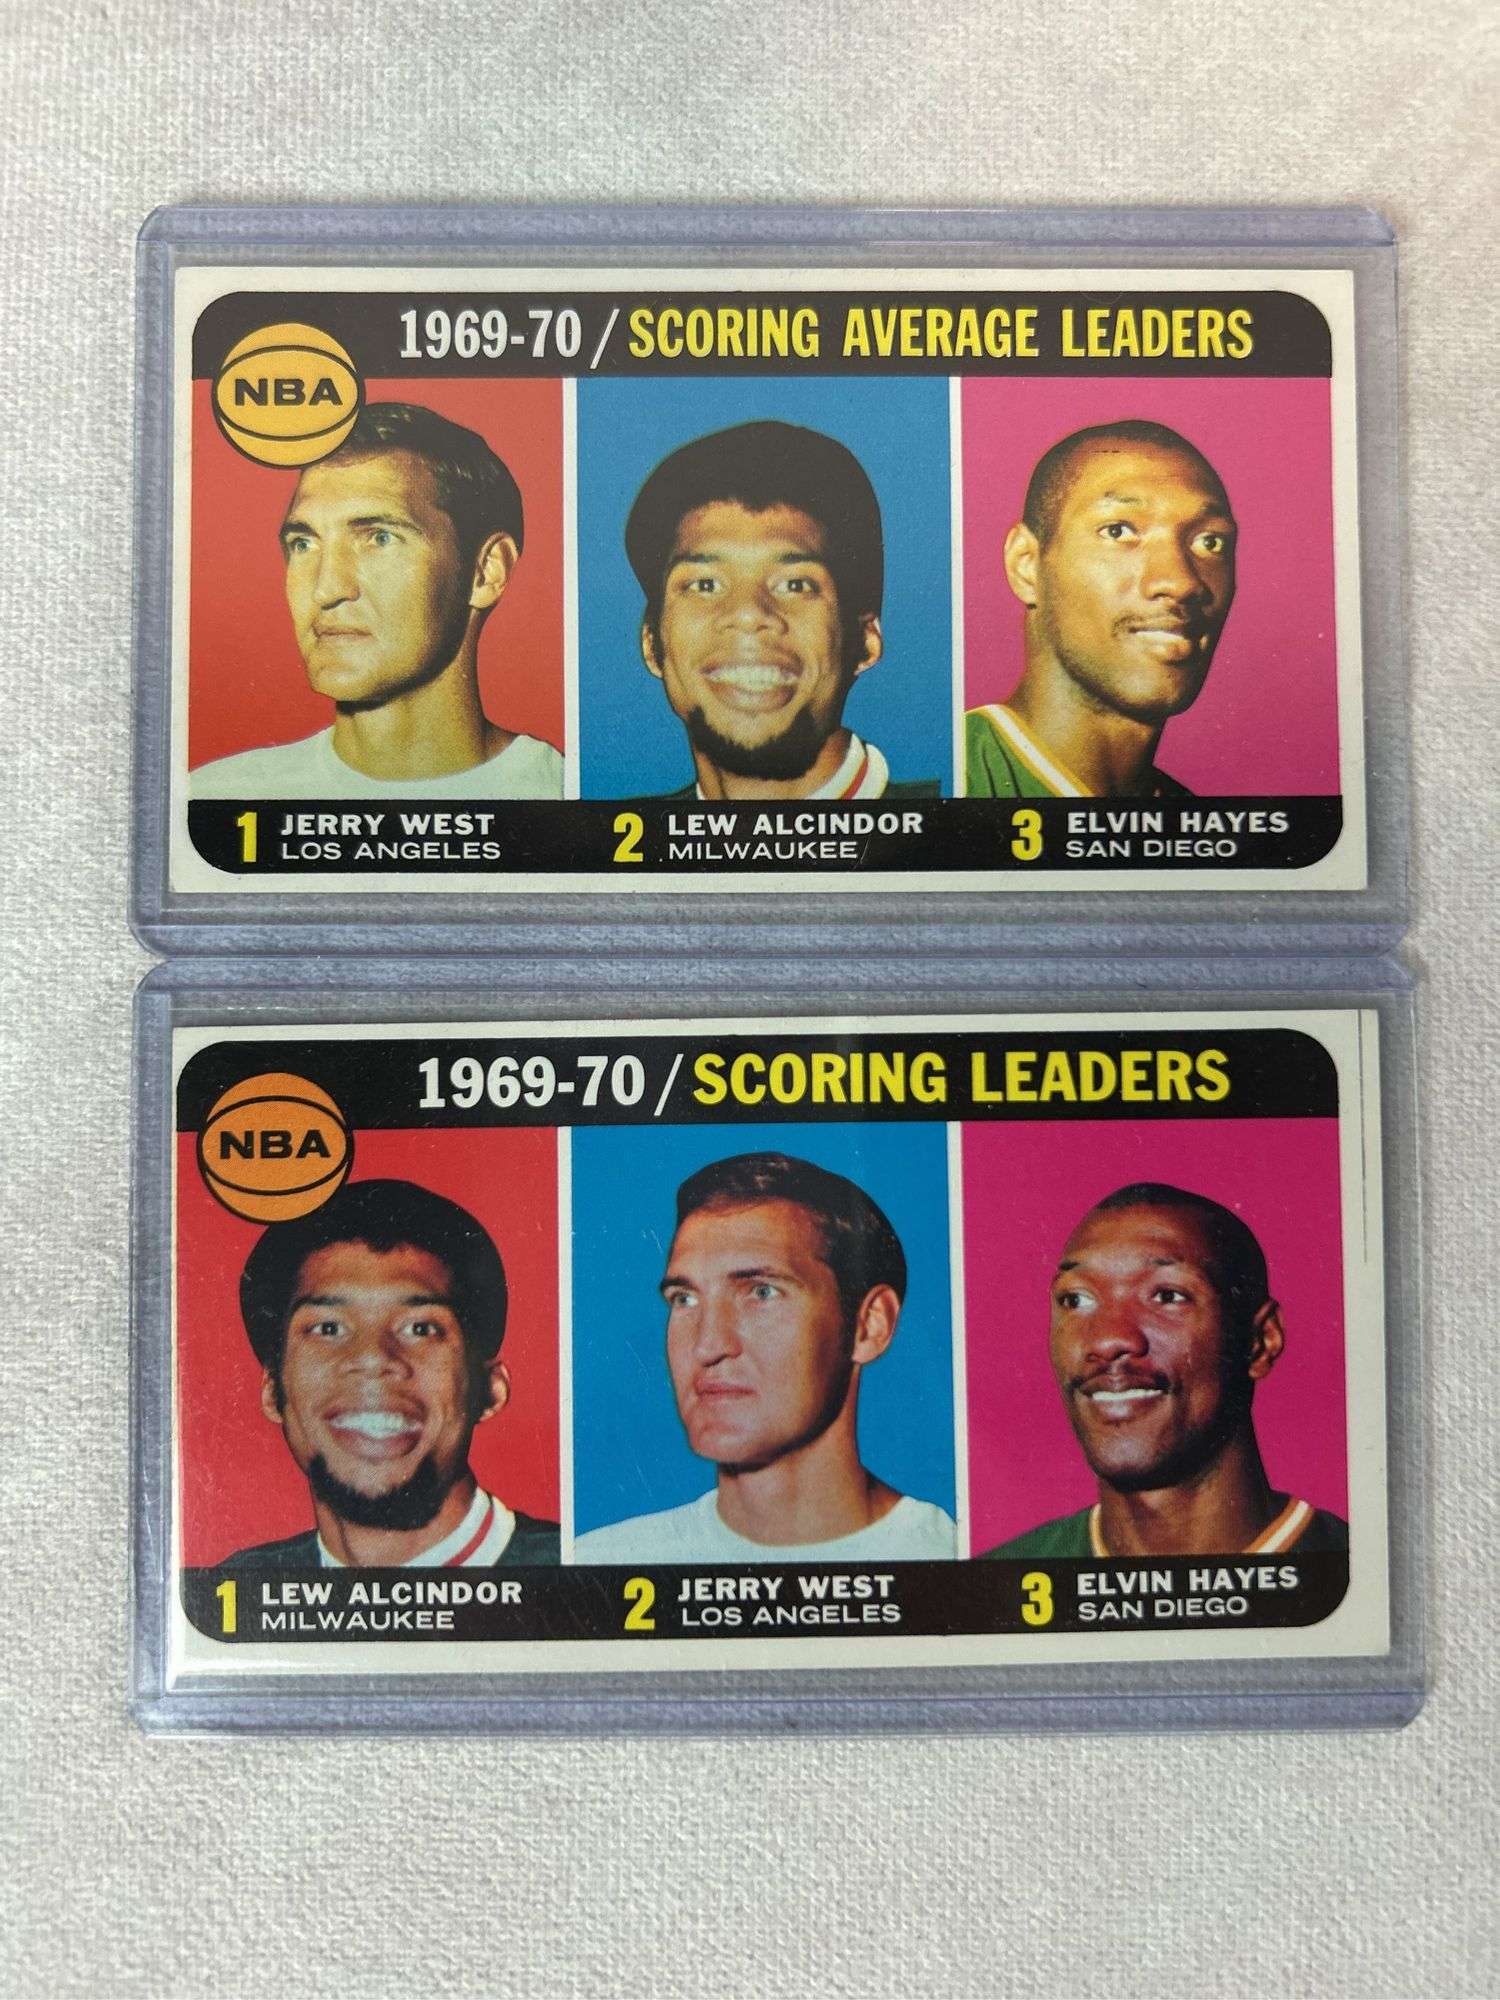 1969-70 / SCORING AVERAGE LEADERS
NBA
1 JERRY WEST
LOS ANGELES
2 LEW ALCINDOR
MILWAUKEE
3 ELVIN HAYES
SAN DIEGO
1969-70 / SCORING LEADERS
NBA
1 LEW ALCINDOR
MILWAUKEE
2 JERRY WEST
LOS ANGELES
3 ELVIN HAYES
SAN DIEGO